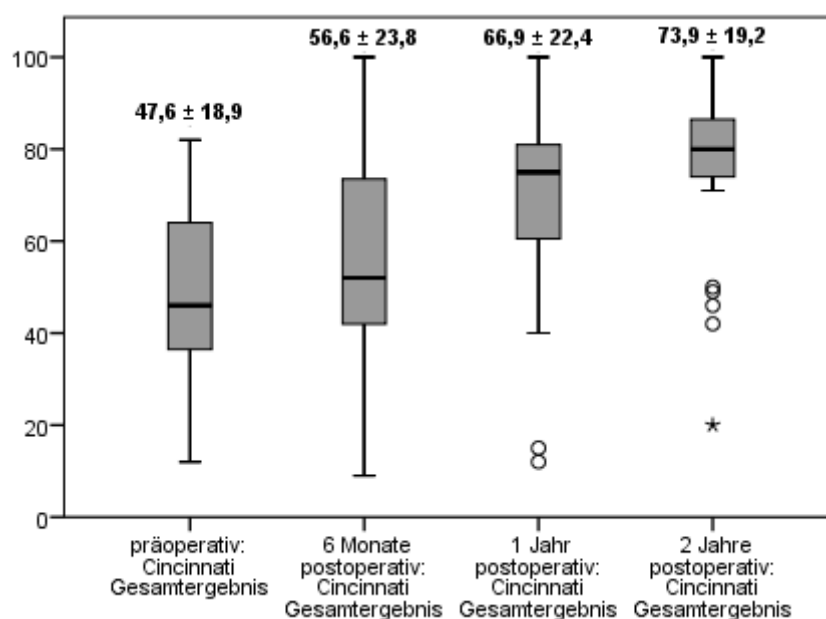 56,6 ± 23,8
66,9 ± 22,4
73,9 ± 19,2
47,6 ± 18,9
100
80
60
40
20
0
präoperativ:
Cincinnati
Gesamtergebnis
6 Monate
postoperativ:
Cincinnati
Gesamtergebnis
1 Jahr
postoperativ:
Cincinnati
Gesamtergebnis
2 Jahre
postoperativ:
Cincinnati
Gesamtergebnis